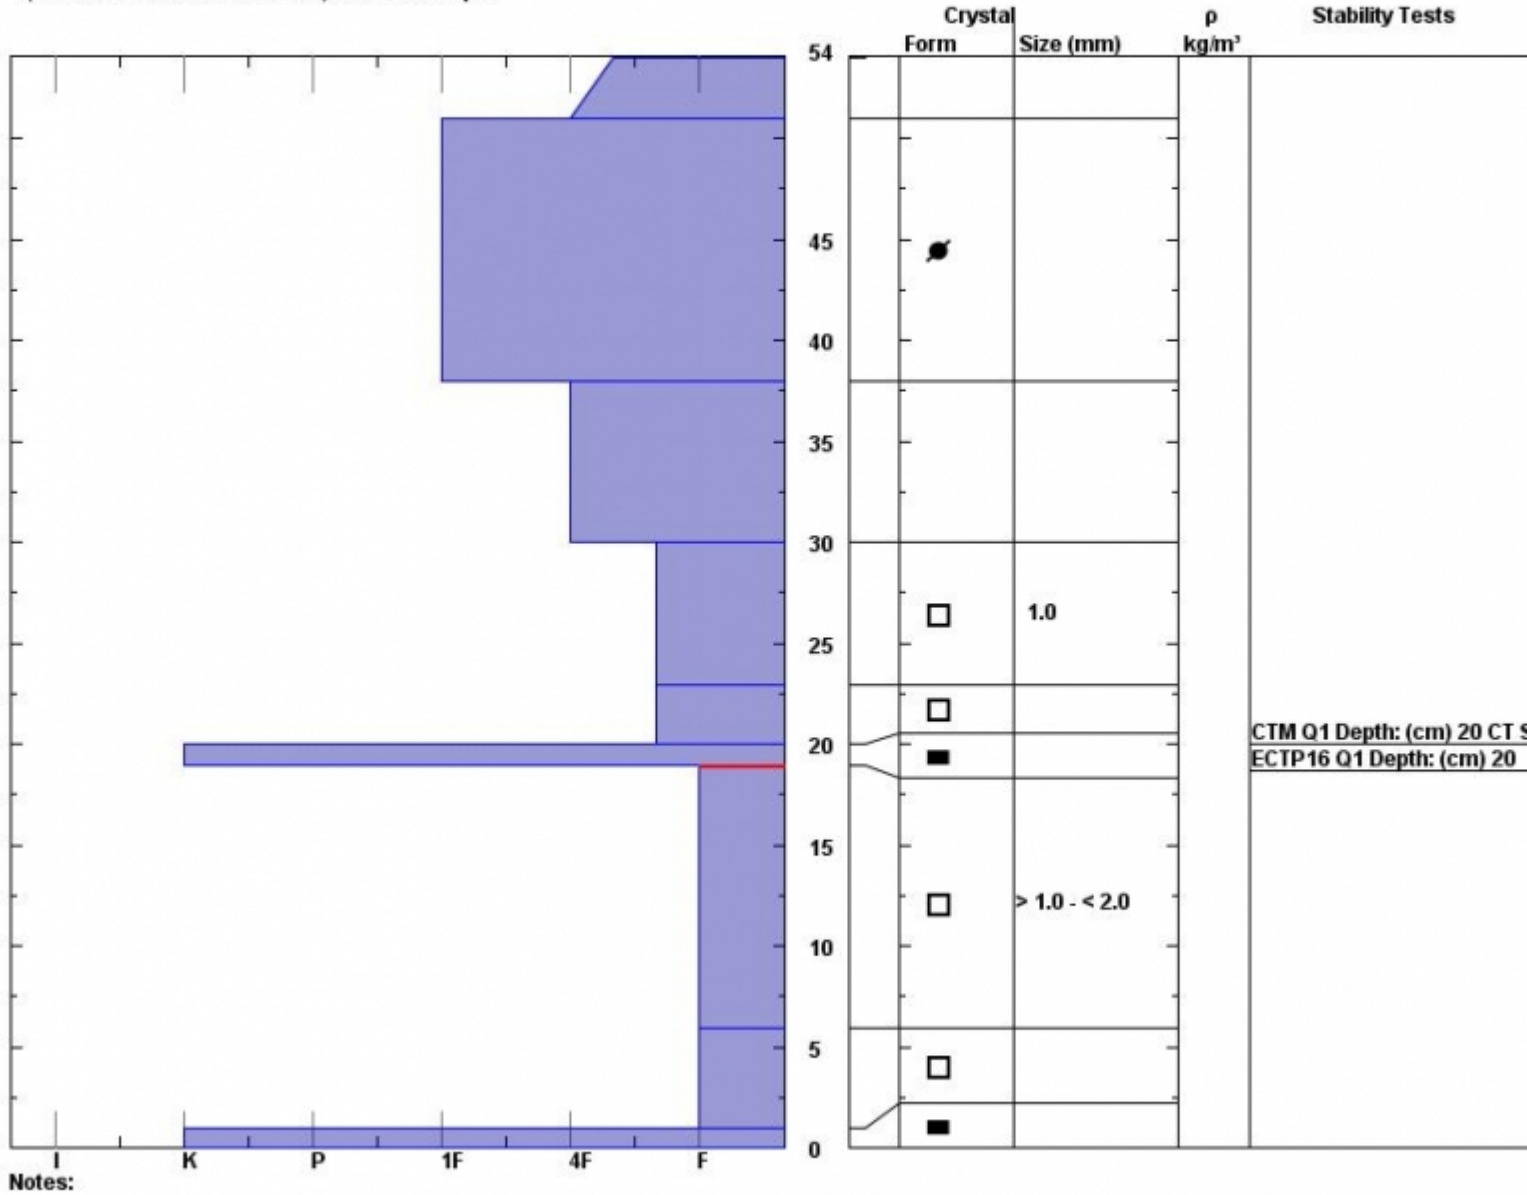 Crystal ρ Stability Tests
Form Size (mm) kg/m³
54
45
40
35
30
1.0
25
CTM Q1 Depth: (cm) 20 CT S
20
ECTP16 Q1 Depth: (cm) 20
15
> 1.0 - < 2.0
10
5
0
I K P 1F 4F F
Notes: